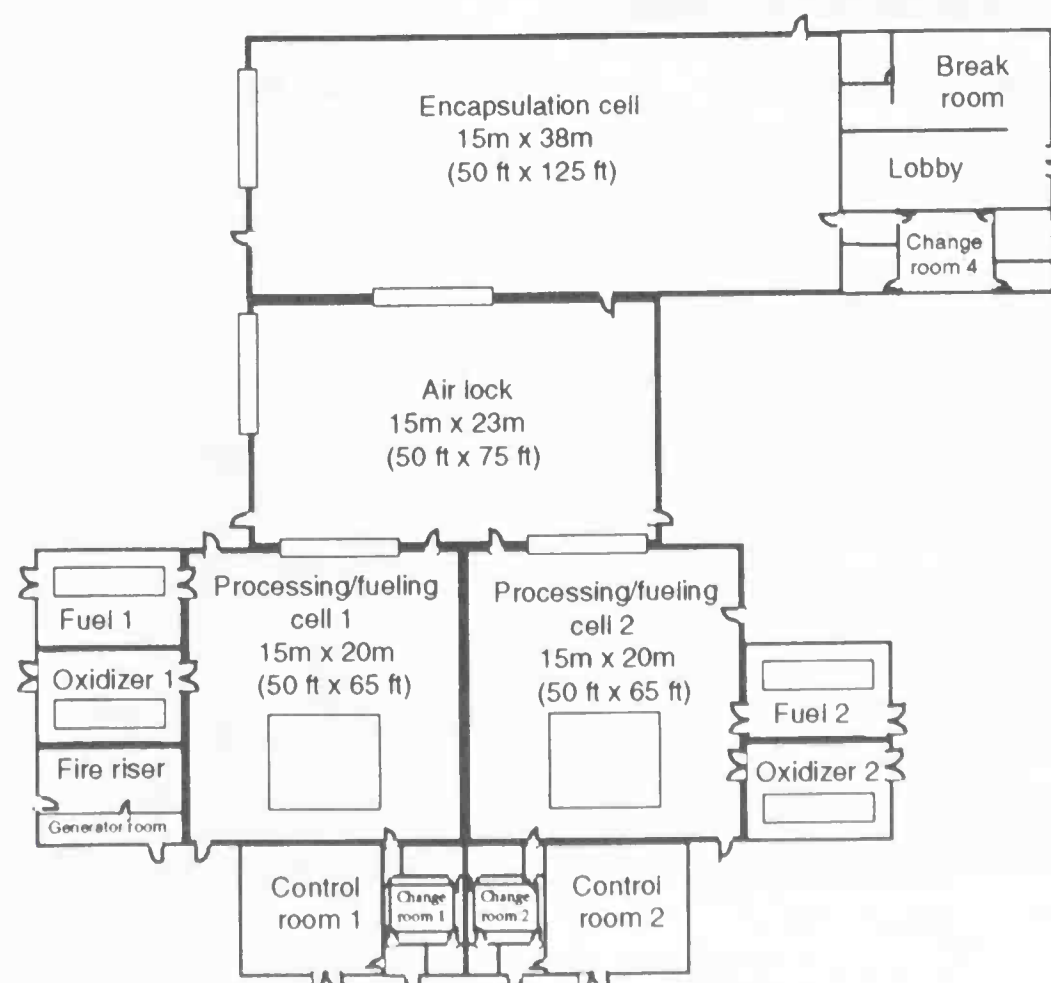 Encapsulation cell
15m x 38m
(50 ft x 125 ft)
Break
room
Lobby
Change
room 4
Air lock
15m x 23m
(50 ft x 75 ft)
Fuel 1
Oxidizer 1
Fire riser
Generator room
Processing/fueling
cell 1
15m x 20m
(50 ft x 65 ft)
Processing/fueling
cell 2
15m x 20m
(50 ft x 65 ft)
Fuel 2
Oxidizer 2
Control
room 1
Change
room 1
Change
room 2
Control
room 2